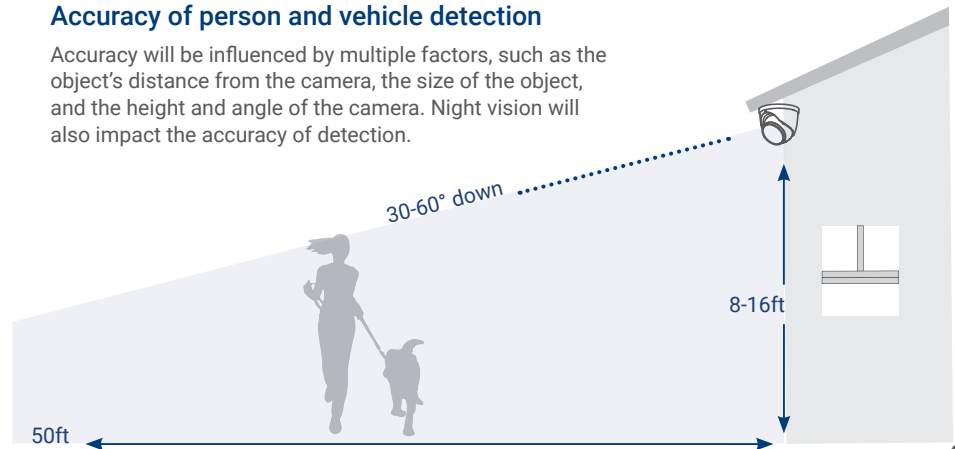 Accuracy of person and vehicle detection
Accuracy will be influenced by multiple factors, such as the
object's distance from the camera, the size of the object,
and the height and angle of the camera. Night vision will
also impact the accuracy of detection.
30-60° down
8-16ft
50ft